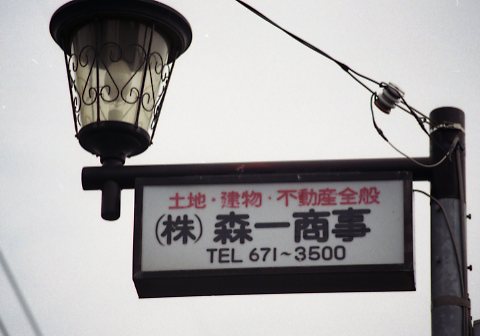 土地・建物・不動産全般
(株)森一商事
TEL 671~3500